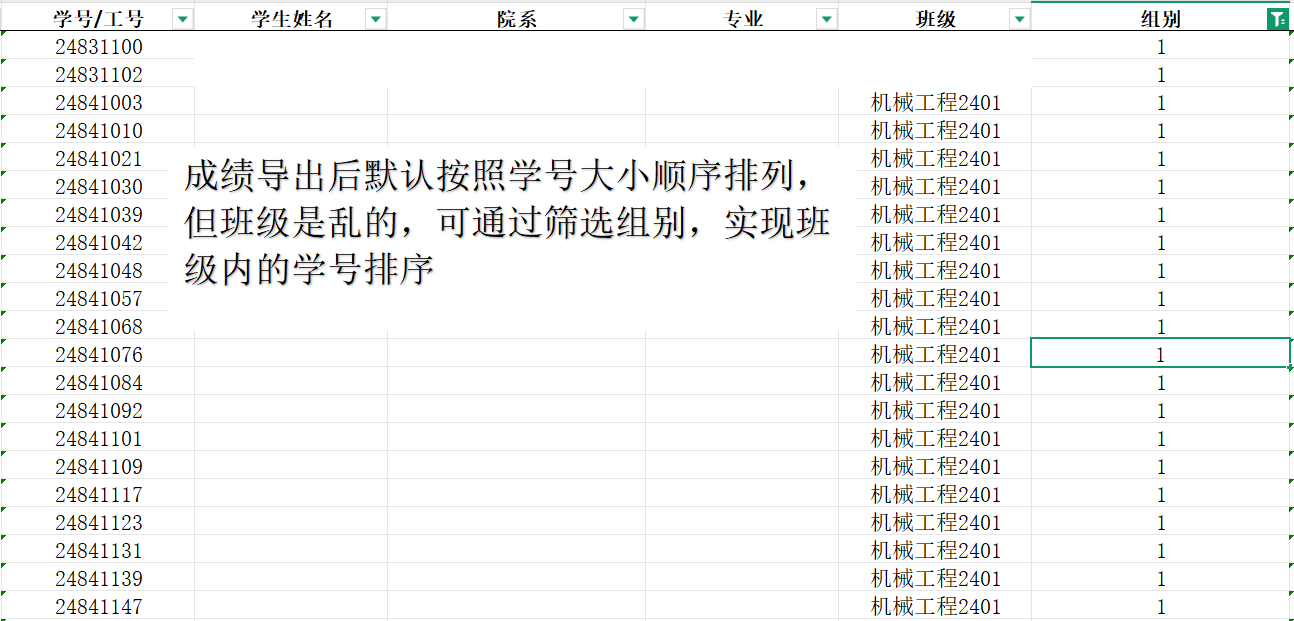 学号/工号 学生姓名 院系 专业 班级 组别
24831100 1
24831102 1
24841003 机械工程2401 1
24841010 机械工程2401 1
24841021 机械工程2401 1
24841030 机械工程2401 1
24841039 机械工程2401 1
24841042 机械工程2401 1
24841048 机械工程2401 1
24841057 机械工程2401 1
24841068 机械工程2401 1
24841076 机械工程2401 1
24841084 机械工程2401 1
24841092 机械工程2401 1
24841101 机械工程2401 1
24841109 机械工程2401 1
24841117 机械工程2401 1
24841123 机械工程2401 1
24841131 机械工程2401 1
24841139 机械工程2401 1
24841147 机械工程2401 1
成绩导出后默认按照学号大小顺序排列，
但班级是乱的，可通过筛选组别，实现班
级内的学号排序